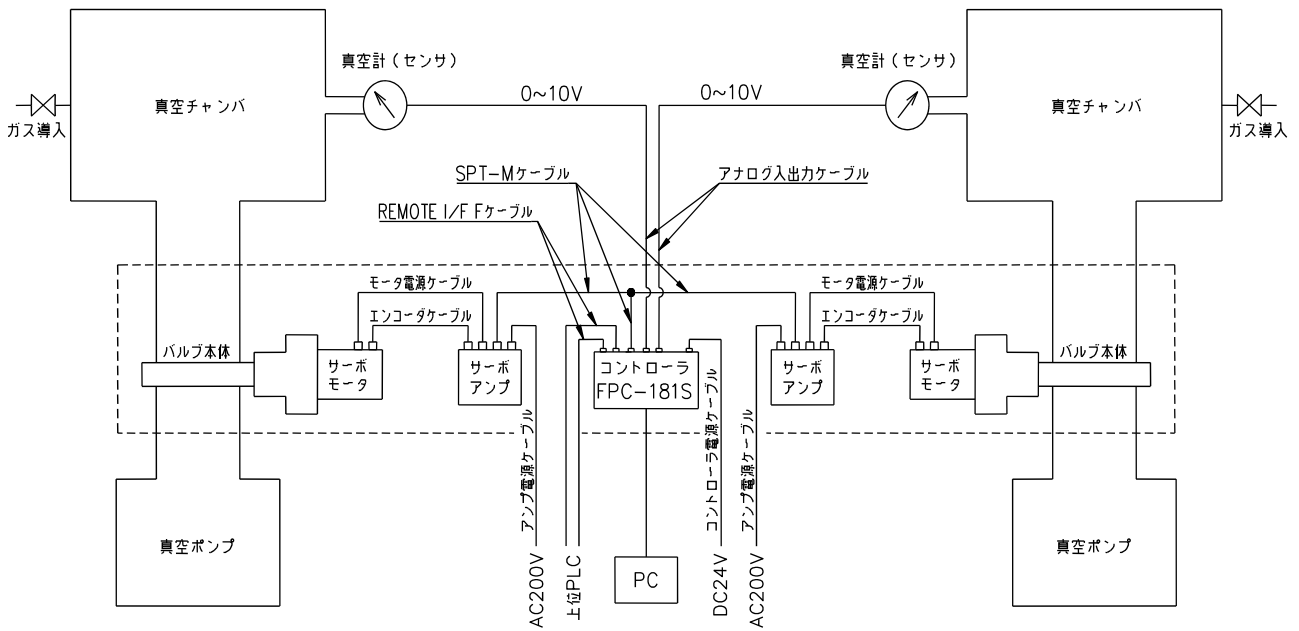 真空計(センサ)
真空計(センサ)
真空チャンバ
0~10V
0~10V
真空チャンバ
ガス導入
ガス導入
SPT-Mケーブル
アナログ入出力ケーブル
REMOTE I/F Fケーブル
モータ電源ケーブル
モータ電源ケーブル
エンコーダケーブル
エンコーダケーブル
バルブ本体
サーボ
モータ
サーボ
アンプ
コントローラ
FPC-181S
サーボ
アンプ
サーボ
モータ
バルブ本体
アンプ電源ケーブル
コントローラ電源ケーブル
アンプ電源ケーブル
真空ポンプ
AC200V
上位PLC
PC
DC24V
AC200V
真空ポンプ